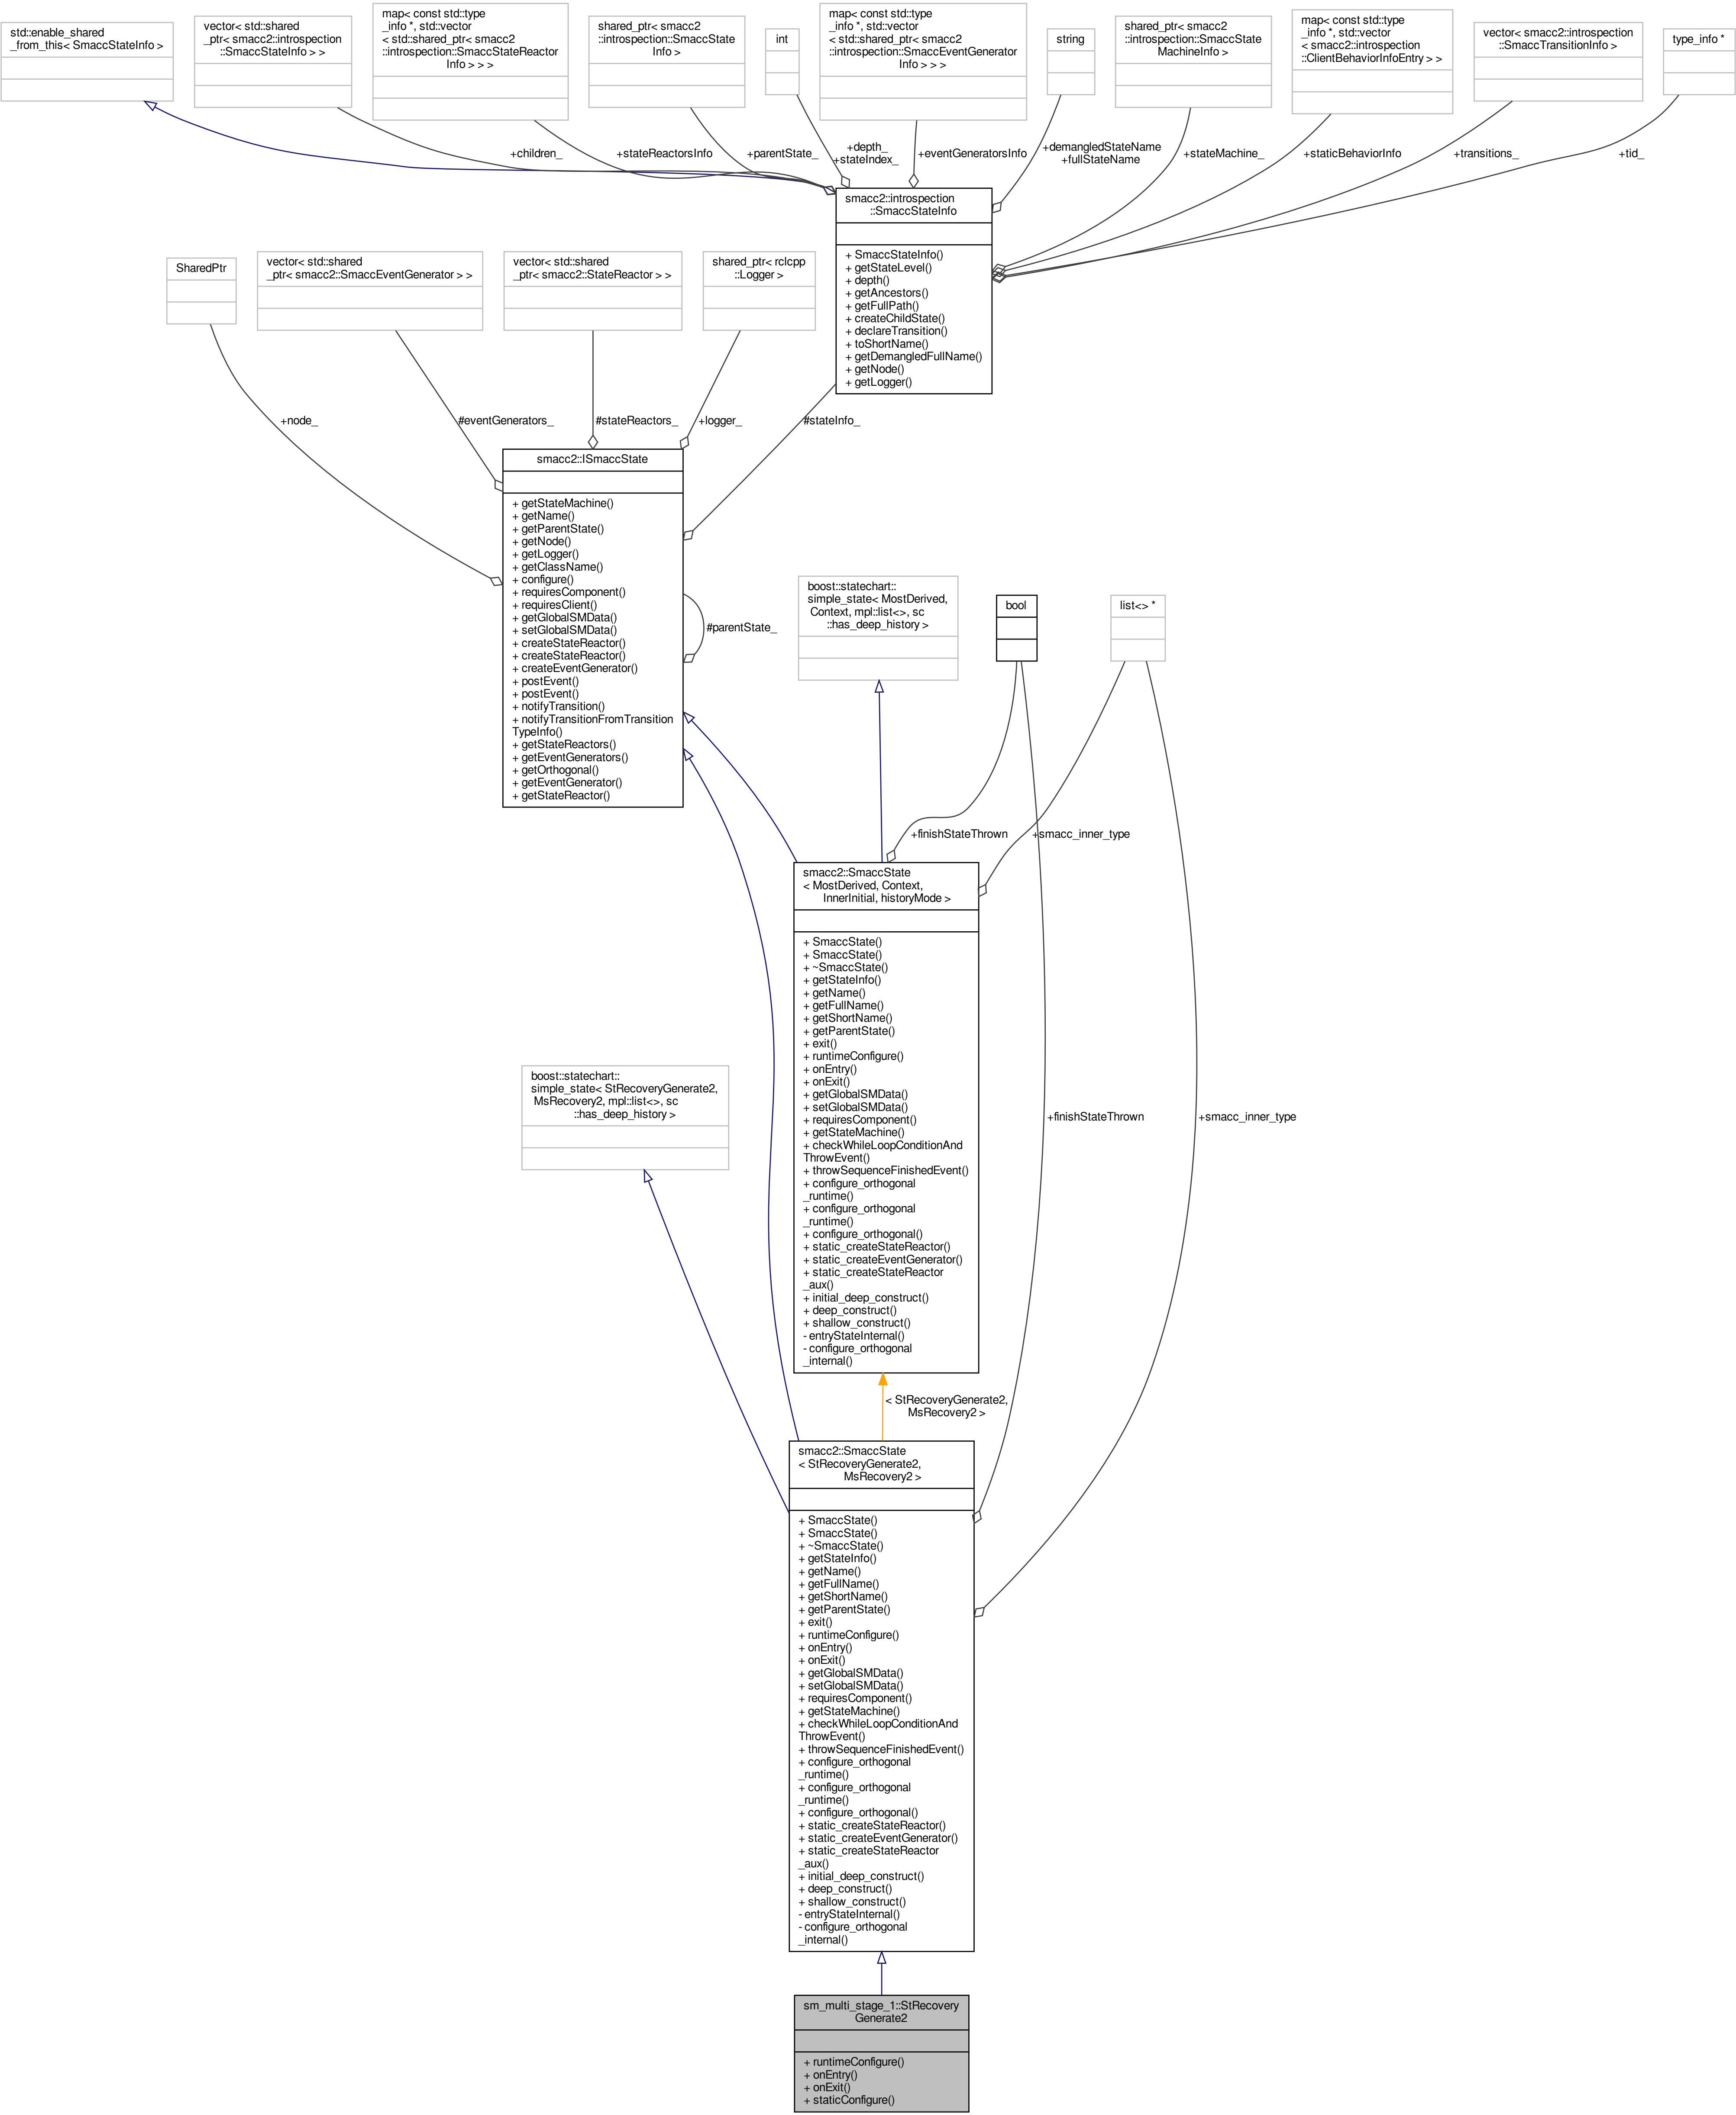 std::enable_shared
_from_this< SmaccStateInfo >
vector< std::shared
_ptr< smacc2::introspection
::SmaccStateInfo > >
map< const std::type
_info *, std::vector
< std::shared_ptr< smacc2
::introspection::SmaccStateReactor
Info > > >
shared_ptr< smacc2
::introspection::SmaccState
Info >
int
map< const std::type
_info *, std::vector
< std::shared_ptr< smacc2
::introspection::SmaccEventGenerator
Info > > >
string
shared_ptr< smacc2
::introspection::SmaccState
MachineInfo >
map< const std::type
_info *, std::vector
< smacc2::introspection
::ClientBehaviorInfoEntry > >
vector< smacc2::introspection
::SmaccTransitionInfo >
type_info *
+children_
+stateReactorsInfo
+parentState_
+depth_
+stateIndex_
+eventGeneratorsInfo
+demangledStateName
+fullStateName
+stateMachine_
+staticBehaviorInfo
+transitions_
+tid_
smacc2::introspection
::SmaccStateInfo
+ SmaccStateInfo()
+ getStateLevel()
+ depth()
+ getAncestors()
+ getFullPath()
+ createChildState()
+ declareTransition()
+ toShortName()
+ getDemangledFullName()
+ getNode()
+ getLogger()
SharedPtr
vector< std::shared
_ptr< smacc2::SmaccEventGenerator > >
vector< std::shared
_ptr< smacc2::StateReactor > >
shared_ptr< rclcpp
::Logger >
+node_
#eventGenerators_
#stateReactors_
+logger_
#stateInfo_
smacc2::ISmaccState
+ getStateMachine()
+ getName()
+ getParentState()
+ getNode()
+ getLogger()
+ getClassName()
+ configure()
+ requiresComponent()
+ requiresClient()
+ getGlobalSMData()
+ setGlobalSMData()
+ createStateReactor()
+ createStateReactor()
+ createEventGenerator()
+ postEvent()
+ postEvent()
+ notifyTransition()
+ notifyTransitionFromTransition
TypeInfo()
+ getStateReactors()
+ getEventGenerators()
+ getOrthogonal()
+ getEventGenerator()
+ getStateReactor()
#parentState_
boost::statechart::
simple_state< MostDerived,
Context, mpl::list<>, sc
::has_deep_history >
bool
list<> *
+finishStateThrown
+smacc_inner_type
smacc2::SmaccState
< MostDerived, Context,
InnerInitial, historyMode >
+ SmaccState()
+ SmaccState()
+ ~SmaccState()
+ getStateInfo()
+ getName()
+ getFullName()
+ getShortName()
+ getParentState()
+ exit()
+ runtimeConfigure()
+ onEntry()
+ onExit()
+ getGlobalSMData()
+ setGlobalSMData()
+ requiresComponent()
+ getStateMachine()
+ checkWhileLoopConditionAnd
ThrowEvent()
+ throwSequenceFinishedEvent()
+ configure_orthogonal
_runtime()
+ configure_orthogonal
_runtime()
+ configure_orthogonal()
+ static_createStateReactor()
+ static_createEventGenerator()
+ static_createStateReactor
_aux()
+ initial_deep_construct()
+ deep_construct()
+ shallow_construct()
- entryStateInternal()
- configure_orthogonal
_internal()
boost::statechart::
simple_state< StRecoveryGenerate2,
MsRecovery2, mpl::list<>, sc
::has_deep_history >
+finishStateThrown
+smacc_inner_type
< StRecoveryGenerate2,
MsRecovery2 >
smacc2::SmaccState
< StRecoveryGenerate2,
MsRecovery2 >
+ SmaccState()
+ SmaccState()
+ ~SmaccState()
+ getStateInfo()
+ getName()
+ getFullName()
+ getShortName()
+ getParentState()
+ exit()
+ runtimeConfigure()
+ onEntry()
+ onExit()
+ getGlobalSMData()
+ setGlobalSMData()
+ requiresComponent()
+ getStateMachine()
+ checkWhileLoopConditionAnd
ThrowEvent()
+ throwSequenceFinishedEvent()
+ configure_orthogonal
_runtime()
+ configure_orthogonal
_runtime()
+ configure_orthogonal()
+ static_createStateReactor()
+ static_createEventGenerator()
+ static_createStateReactor
_aux()
+ initial_deep_construct()
+ deep_construct()
+ shallow_construct()
- entryStateInternal()
- configure_orthogonal
_internal()
sm_multi_stage_1::StRecovery
Generate2
+ runtimeConfigure()
+ onEntry()
+ onExit()
+ staticConfigure()